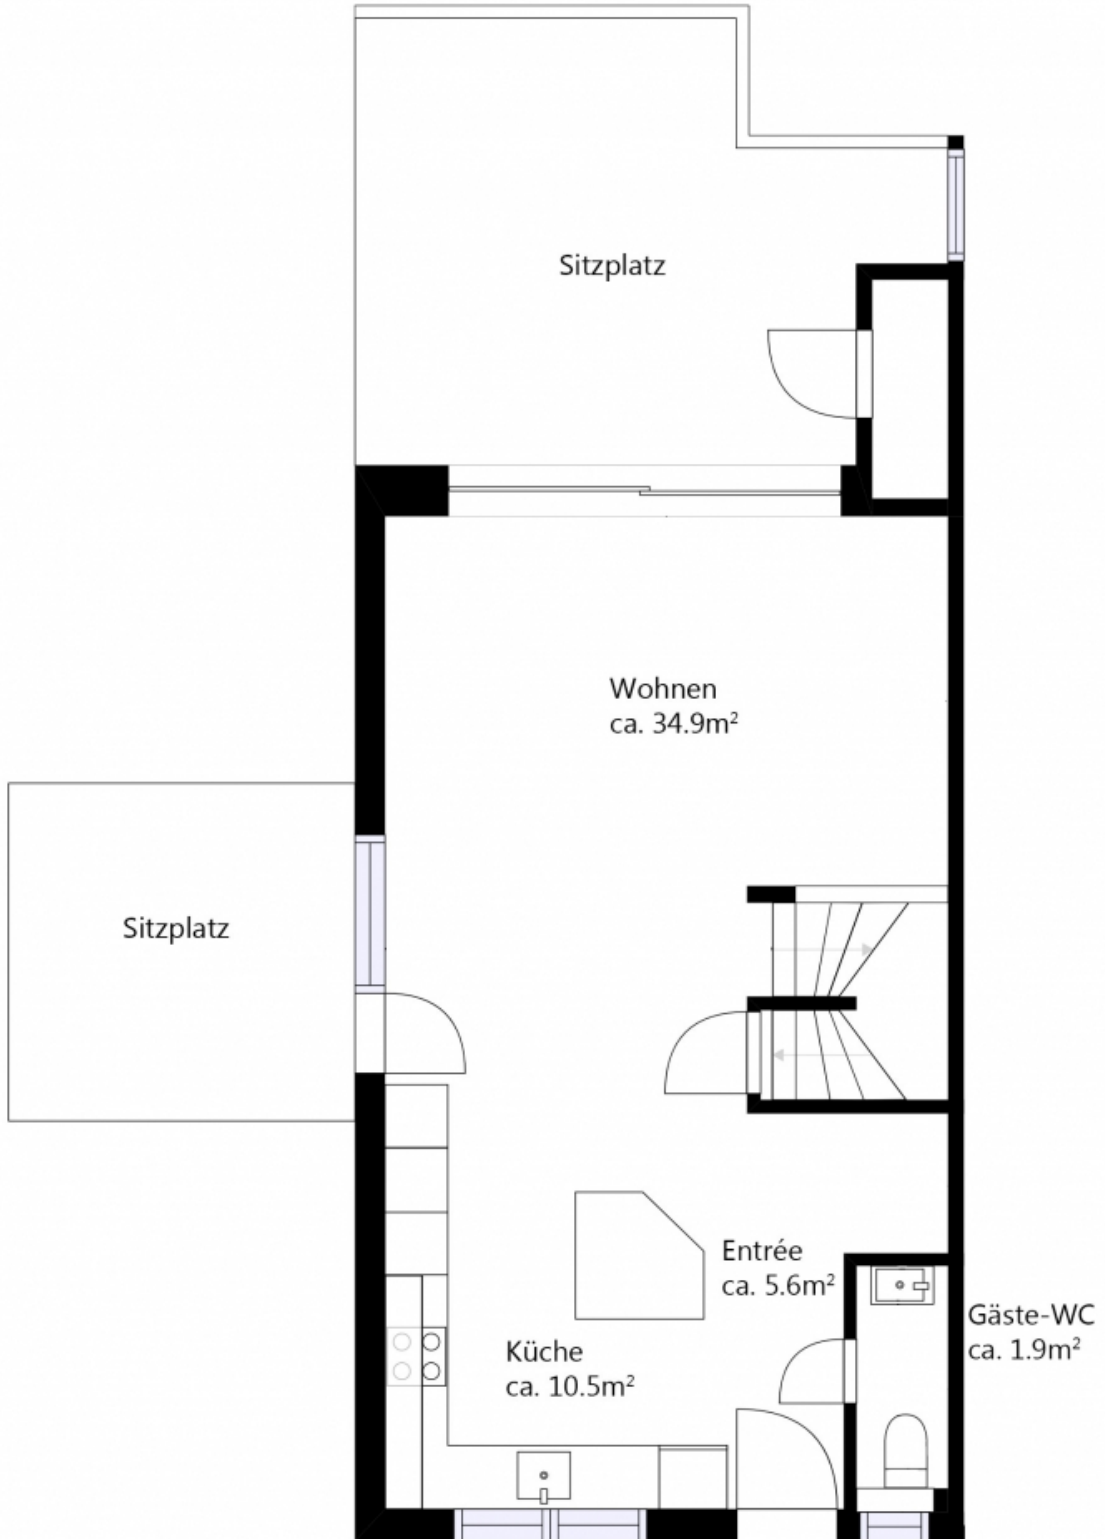 Sitzplatz
Wohnen
ca. 34.9m²
Sitzplatz
Entrée
ca. 5.6m²
Gäste-WC
ca. 1.9m²
Küche
ca. 10.5m²